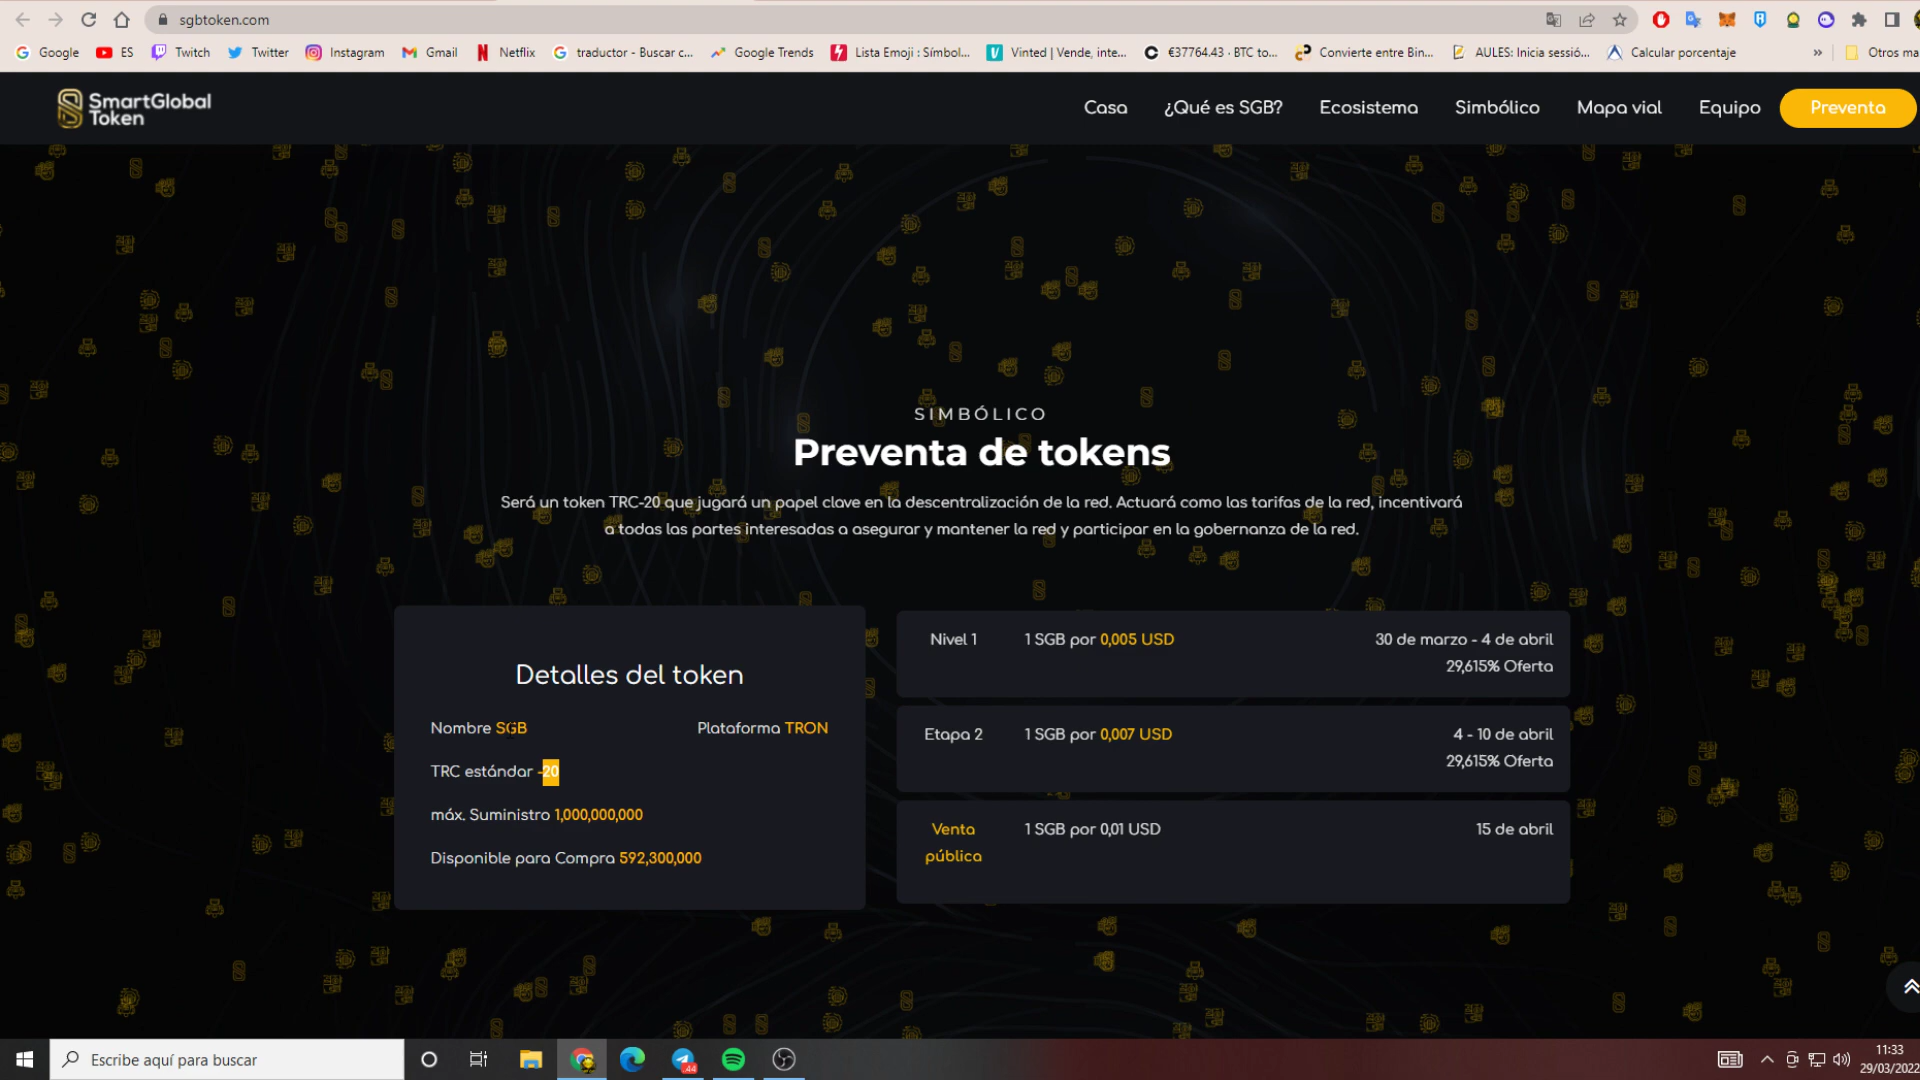 sgbtoken.com
Google
ES
Twitch
Twitter
Instagram
Gmail
Netflix
traductor - Buscar c...
Google Trends
Lista Emoji : Símbol...
Vinted | Vende, inte...
€37764.43 · BTC to...
Convierte entre Bin...
AULES: Inicia sessió...
Calcular porcentaje
»
Otros ma
SmartGlobal
Token
Casa
¿Qué es SGB?
Ecosistema
Simbólico
Mapa vial
Equipo
Preventa
SIMBÓLICO
Preventa de tokens
Será un token TRC-20 que jugará un papel clave en la descentralización de la red. Actuará como las tarifas de la red, incentivará
a todas las partes interesadas a asegurar y mantener la red y participar en la gobernanza de la red.
Detalles del token
Nombre SGB
Plataforma TRON
TRC estándar -20
máx. Suministro 1,000,000,000
Disponible para Compra 592,300,000
Nivel 1
1 SGB por 0,005 USD
30 de marzo - 4 de abril
29,615% Oferta
Etapa 2
1 SGB por 0,007 USD
4 - 10 de abril
29,615% Oferta
Venta
pública
1 SGB por 0,01 USD
15 de abril
Escribe aquí para buscar
44
11:33
29/03/2022